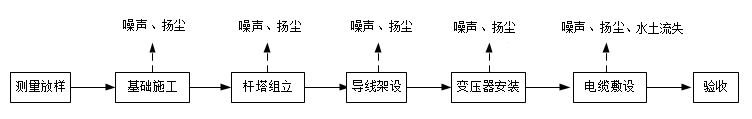 噪声、扬尘
噪声、扬尘
噪声、扬尘
噪声、扬尘
噪声、扬尘、水土流失
测量放样
基础施工
杆塔组立
导线架设
变压器安装
电缆敷设
验收